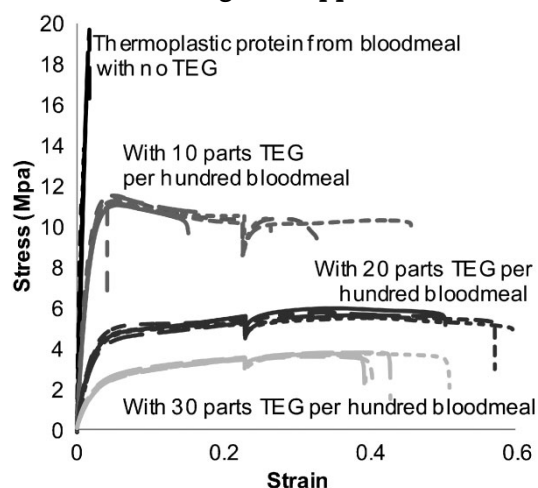 20
Thermoplastic protein from bloodmeal
with no TEG
18
16
14
With 10 parts TEG
per hundred bloodmeal
12
10
With 20 parts TEG per
hundred bloodmeal
8
6
4
2
With 30 parts TEG per hundred bloodmeal
0
Stress (Mpa)
0 0.2 0.4 0.6
Strain